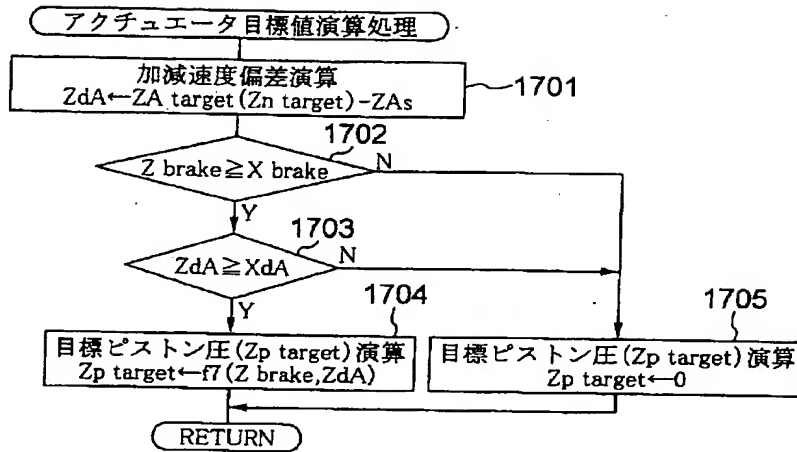 アクチュエータ目標値演算処理
加減速度偏差演算
ZdA←ZA target(Zn target)-ZAs
1701
1702
Z brake≧X brake
N
Y
1703
ZdA≧XdA
N
Y
1704
目標ピストン圧(Zp target)演算
Zp target←f7(Z brake,ZdA)
1705
目標ピストン圧(Zp target)演算
Zp target←0
RETURN